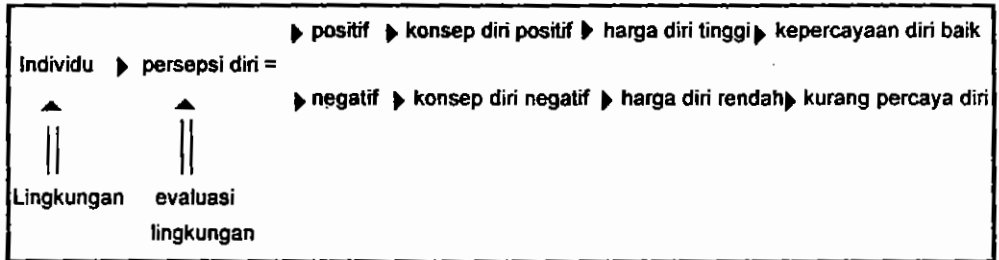 positif konsep diri positif harga diri tinggi kepercayaan diri baik
Individu persepsi diri =
negatif konsep diri negatif harga diri rendah kurang percaya diri
Lingkungan evaluasi
lingkungan